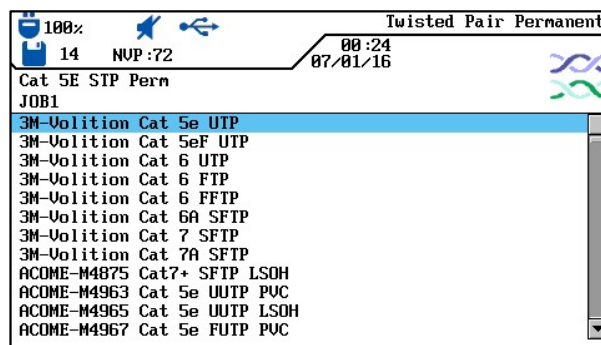 100% Twisted Pair Permanent
14 NVP:72 00:24
07/01/16
Cat 5E STP Perm
JOB1
3M-Volition Cat 5e UTP
3M-Volition Cat 5eF UTP
3M-Volition Cat 6 UTP
3M-Volition Cat 6 FTP
3M-Volition Cat 6 FFTP
3M-Volition Cat 6A SFTP
3M-Volition Cat 7 SFTP
3M-Volition Cat 7A SFTP
ACOME-M4875 Cat7+ SFTP LSOH
ACOME-M4963 Cat 5e UUTP PVC
ACOME-M4965 Cat 5e UUTP LSOH
ACOME-M4967 Cat 5e FUTP PVC